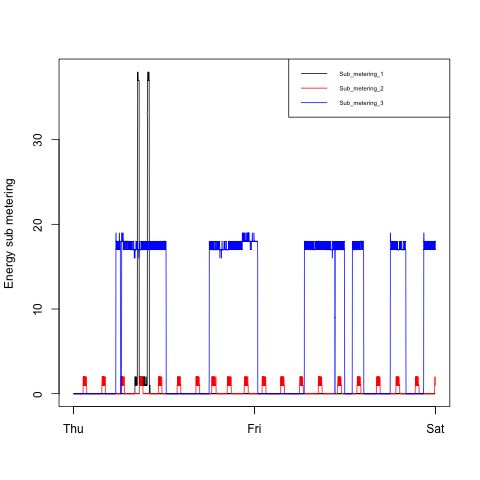 Sub_metering_1
Sub_metering_2
Sub_metering_3
Energy sub metering
30
20
10
0
Thu Fri Sat